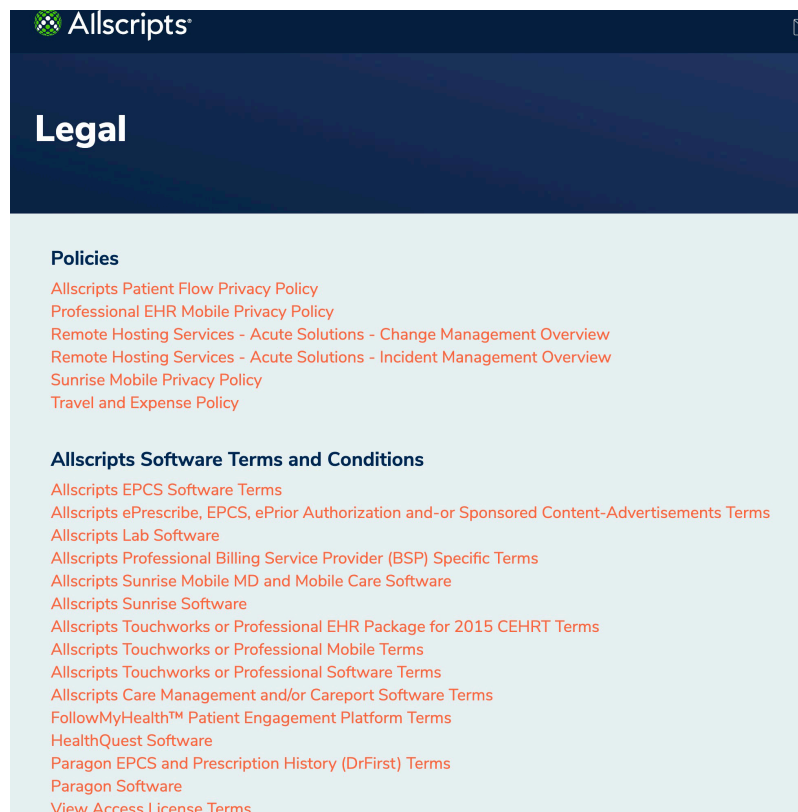 Allscripts®
Legal
Policies
Allscripts Patient Flow Privacy Policy
Professional EHR Mobile Privacy Policy
Remote Hosting Services - Acute Solutions - Change Management Overview
Remote Hosting Services - Acute Solutions - Incident Management Overview
Sunrise Mobile Privacy Policy
Travel and Expense Policy
Allscripts Software Terms and Conditions
Allscripts EPCS Software Terms
Allscripts ePrescribe, EPCS, ePrior Authorization and-or Sponsored Content-Advertisements Terms
Allscripts Lab Software
Allscripts Professional Billing Service Provider (BSP) Specific Terms
Allscripts Sunrise Mobile MD and Mobile Care Software
Allscripts Sunrise Software
Allscripts Touchworks or Professional EHR Package for 2015 CEHRT Terms
Allscripts Touchworks or Professional Mobile Terms
Allscripts Touchworks or Professional Software Terms
Allscripts Care Management and/or Careport Software Terms
FollowMyHealth™ Patient Engagement Platform Terms
HealthQuest Software
Paragon EPCS and Prescription History (DrFirst) Terms
Paragon Software
View Access License Terms